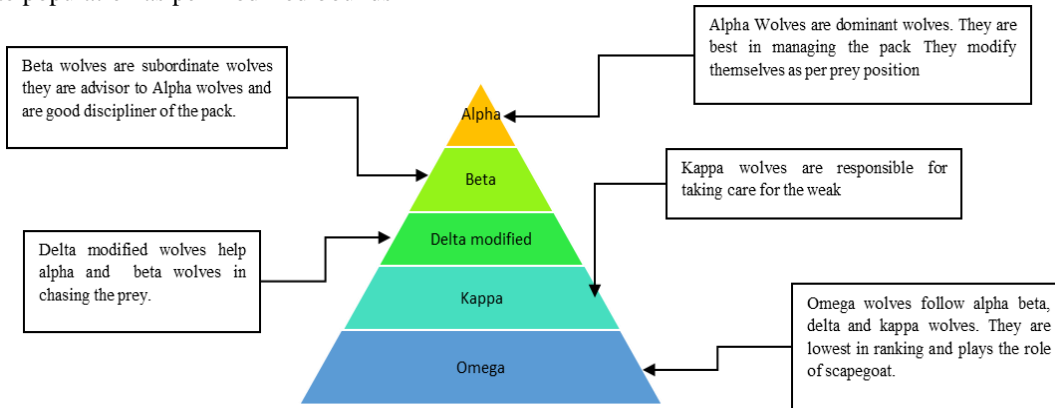 Alpha Wolves are dominant wolves. They are
best in managing the pack They modify
themselves as per prey position
Beta wolves are subordinate wolves
they are advisor to Alpha wolves and
are good discipliner of the pack.
Alpha
Kappa wolves are responsible for
taking care for the weak
Beta
Delta modified
Delta modified wolves help
alpha and beta wolves in
chasing the prey.
Kappa
Omega wolves follow alpha beta,
delta and kappa wolves. They are
lowest in ranking and plays the role
of scapegoat.
Omega